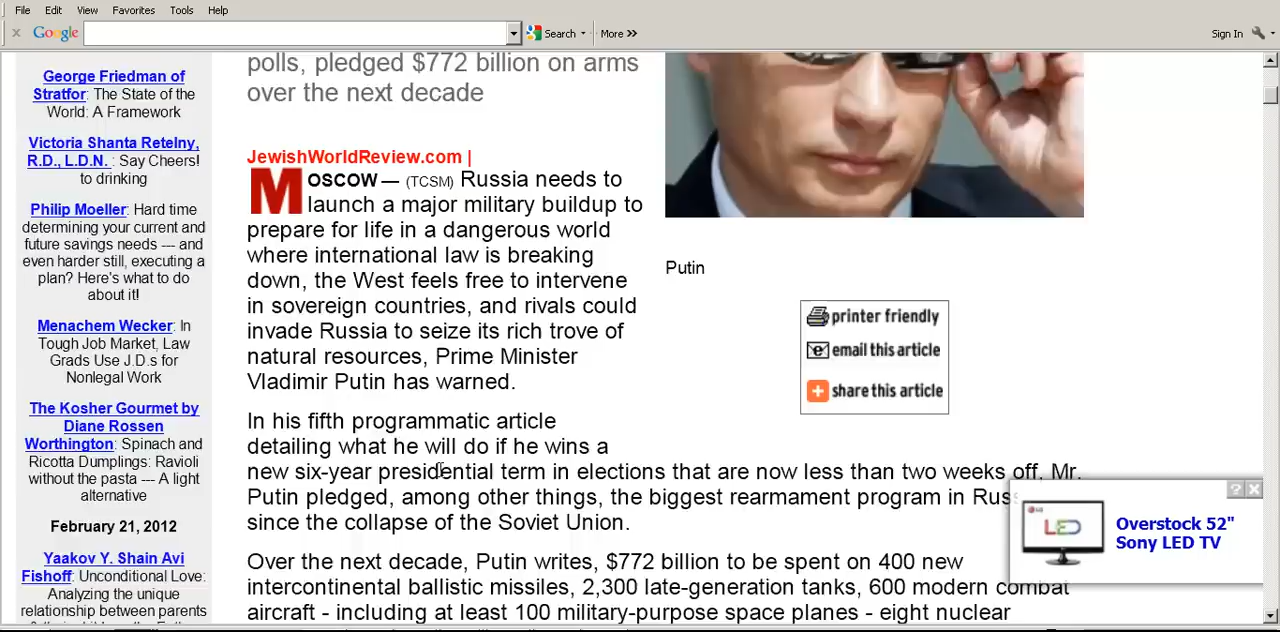 File Edit View Favorites Tools Help
Google Search More >> Sign In
George Friedman of
Stratfor: The State of the
World: A Framework
Victoria Shanta Retelny,
R.D., L.D.N. : Say Cheers!
to drinking
Philip Moeller: Hard time
determining your current and
future savings needs --- and
even harder still, executing a
plan? Here's what to do
about it!
Menachem Wecker: In
Tough Job Market, Law
Grads Use J.D.s for
Nonlegal Work
The Kosher Gourmet by
Diane Rossen
Worthington: Spinach and
Ricotta Dumplings: Ravioli
without the pasta --- A light
alternative
February 21, 2012
Yaakov Y. Shain Avi
Fishoff: Unconditional Love:
Analyzing the unique
relationship between parents
polls, pledged $772 billion on arms
over the next decade
JewishWorldReview.com |
MOSCOW — (TCSM) Russia needs to
launch a major military buildup to
prepare for life in a dangerous world
where international law is breaking
down, the West feels free to intervene
in sovereign countries, and rivals could
invade Russia to seize its rich trove of
natural resources, Prime Minister
Vladimir Putin has warned.
In his fifth programmatic article
detailing what he will do if he wins a
new six-year presidential term in elections that are now less than two weeks off, Mr.
Putin pledged, among other things, the biggest rearmament program in Russ
since the collapse of the Soviet Union.
Over the next decade, Putin writes, $772 billion to be spent on 400 new
intercontinental ballistic missiles, 2,300 late-generation tanks, 600 modern combat
aircraft - including at least 100 military-purpose space planes - eight nuclear
Putin
printer friendly
email this article
share this article
LG
LED
Overstock 52"
Sony LED TV